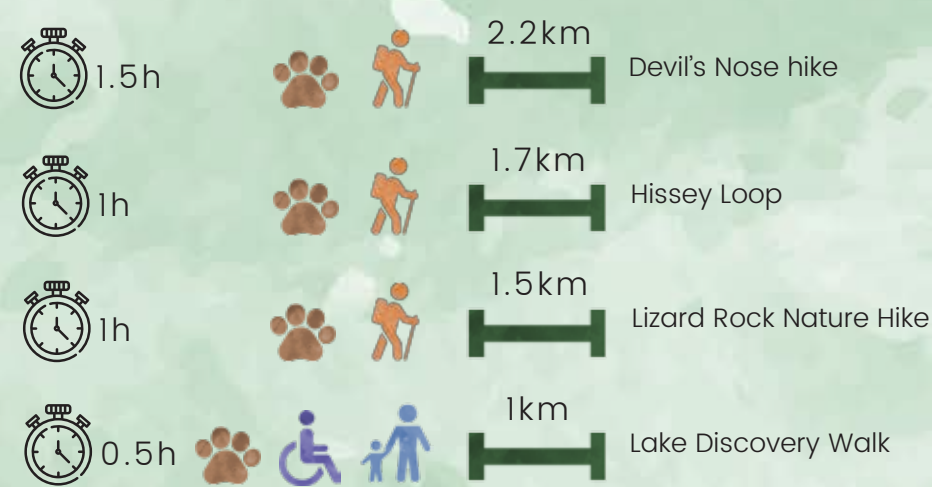 1.5h 2.2km Devil's Nose hike
1h 1.7km Hissey Loop
1h 1.5km Lizard Rock Nature Hike
0.5h 1km Lake Discovery Walk